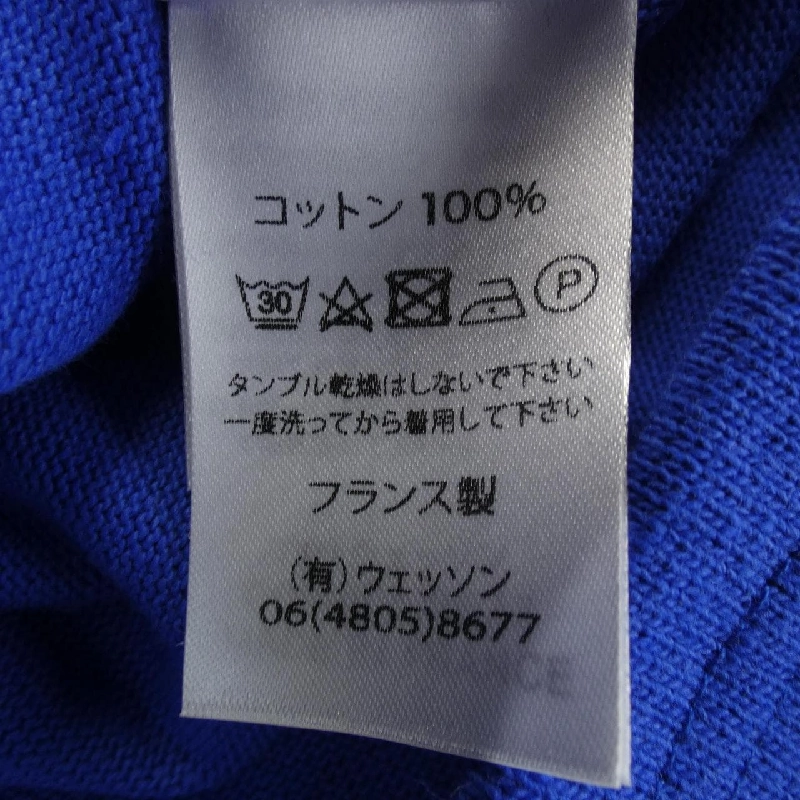 コットン 100%
30 P
タンブル乾燥はしないで下さい
一度洗ってから着用して下さい
フランス製
(有)ウェッソン
06(4805)8677